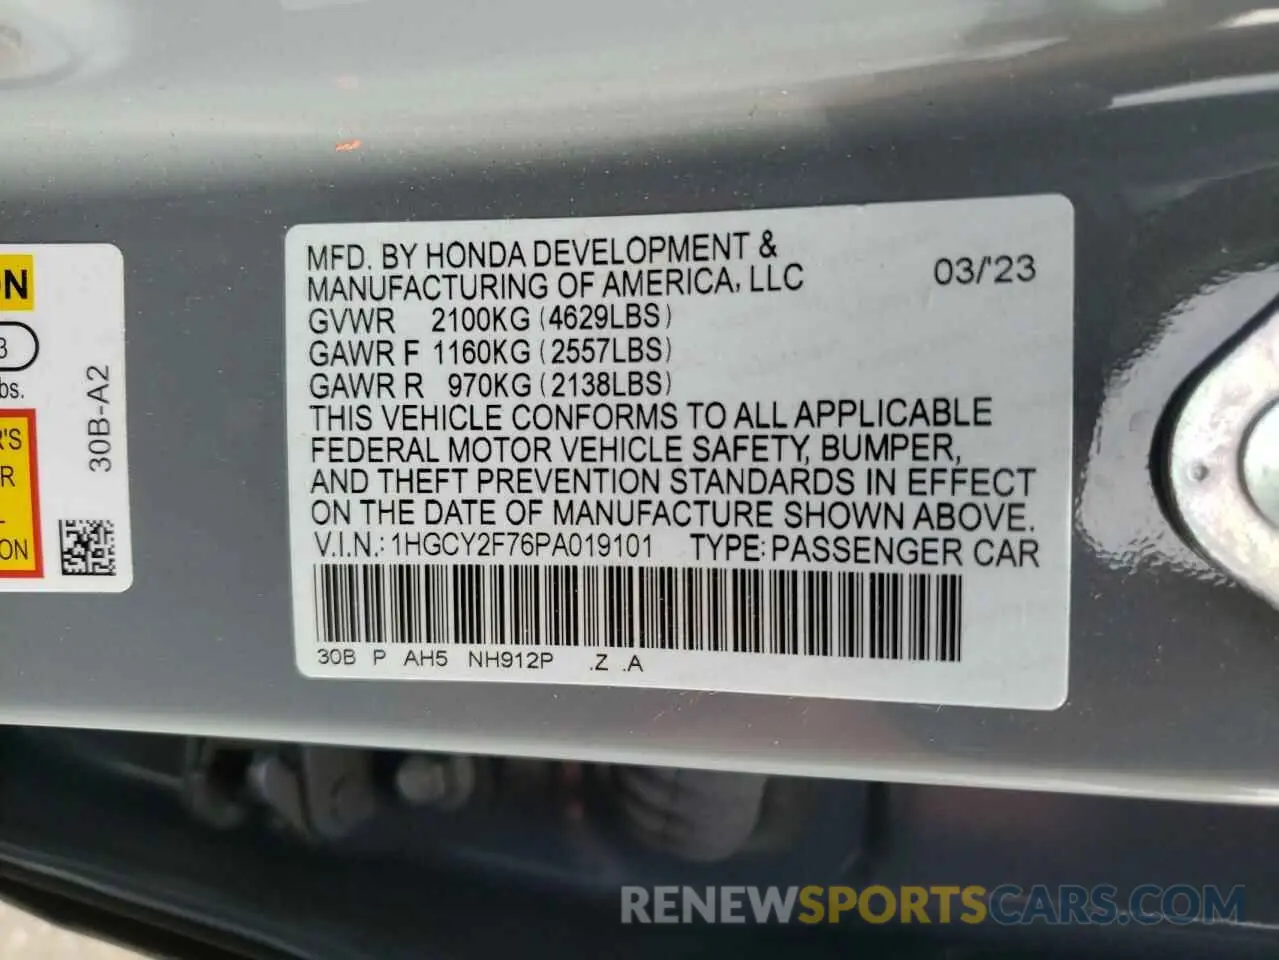 MFD. BY HONDA DEVELOPMENT &
MANUFACTURING OF AMERICA, LLC 03/'23
GVWR 2100KG (4629LBS)
GAWR F 1160KG (2557LBS)
GAWR R 970KG (2138LBS)
THIS VEHICLE CONFORMS TO ALL APPLICABLE
FEDERAL MOTOR VEHICLE SAFETY, BUMPER,
AND THEFT PREVENTION STANDARDS IN EFFECT
ON THE DATE OF MANUFACTURE SHOWN ABOVE.
V.I.N.: 1HGCY2F76PA019101 TYPE: PASSENGER CAR
30B P AH5 NH912P .Z .A
30B-A2
RENEWSPORTSCARS.COM